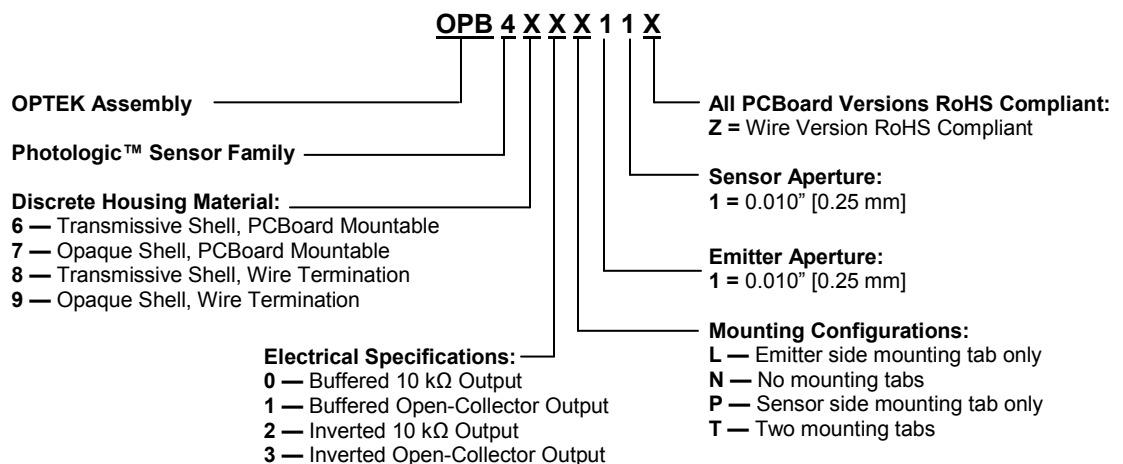 OPB 4 X X X 1 1 X
OPTEK Assembly
Photologic™ Sensor Family
Discrete Housing Material:
6 — Transmissive Shell, PCBoard Mountable
7 — Opaque Shell, PCBoard Mountable
8 — Transmissive Shell, Wire Termination
9 — Opaque Shell, Wire Termination
Electrical Specifications:
0 — Buffered 10 kΩ Output
1 — Buffered Open-Collector Output
2 — Inverted 10 kΩ Output
3 — Inverted Open-Collector Output
All PCBoard Versions RoHS Compliant:
Z = Wire Version RoHS Compliant
Sensor Aperture:
1 = 0.010” [0.25 mm]
Emitter Aperture:
1 = 0.010” [0.25 mm]
Mounting Configurations:
L — Emitter side mounting tab only
N — No mounting tabs
P — Sensor side mounting tab only
T — Two mounting tabs